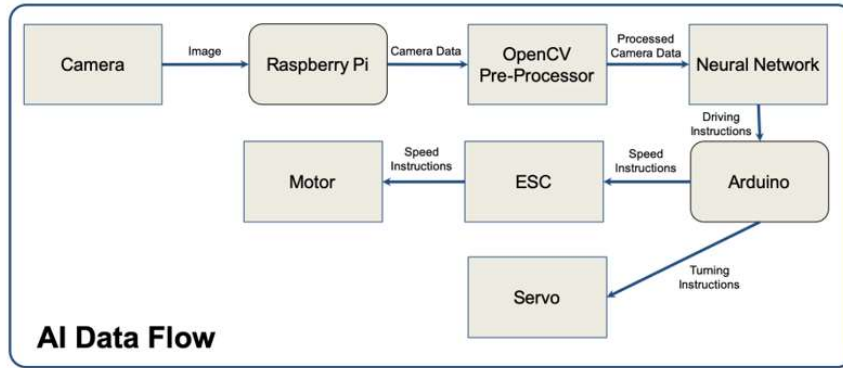 Camera
Image
Raspberry Pi
Camera Data
OpenCV
Pre-Processor
Processed
Camera Data
Neural Network
Driving
Instructions
Arduino
Speed
Instructions
ESC
Speed
Instructions
Motor
Turning
Instructions
Servo
AI Data Flow